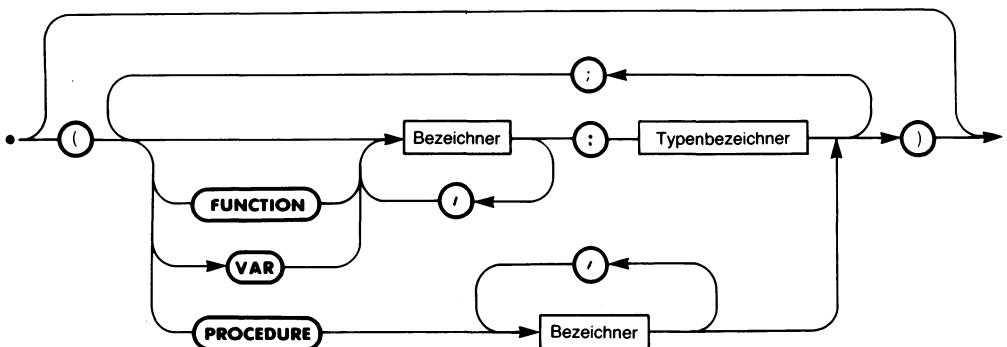 ;
( Bezeichner : Typenbezeichner )
FUNCTION ,
VAR
,
PROCEDURE Bezeichner